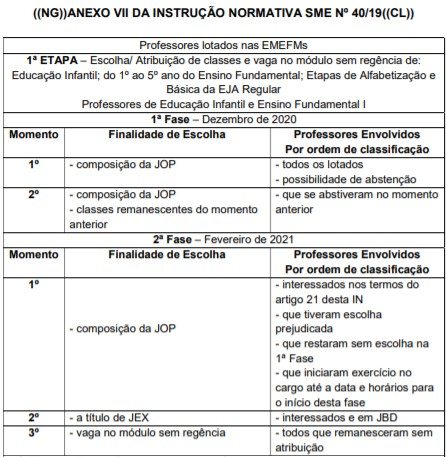 ((NG))ANEXO VII DA INSTRUÇÃO NORMATIVA SME Nº 40/19((CL))
Professores lotados nas EMEFMs
1ª ETAPA – Escolha/ Atribuição de classes e vaga no módulo sem regência de:
Educação Infantil; do 1º ao 5º ano do Ensino Fundamental; Etapas de Alfabetização e
Básica da EJA Regular
Professores de Educação Infantil e Ensino Fundamental I
1ª Fase – Dezembro de 2020
Momento Finalidade de Escolha Professores Envolvidos
Por ordem de classificação
1º - composição da JOP - todos os lotados
- possibilidade de abstenção
2º - composição da JOP - que se abstiveram no momento
- classes remanescentes do momento anterior
anterior
2ª Fase – Fevereiro de 2021
Momento Finalidade de Escolha Professores Envolvidos
Por ordem de classificação
1º - interessados nos termos do
artigo 21 desta IN
- que tiveram escolha
- composição da JOP prejudicada
- que restaram sem escolha na
1ª Fase
- que iniciaram exercício no
cargo até a data e horários para
o início desta fase
2º - a título de JEX - interessados e em JBD
3º - vaga no módulo sem regência - todos que remanesceram sem
atribuição